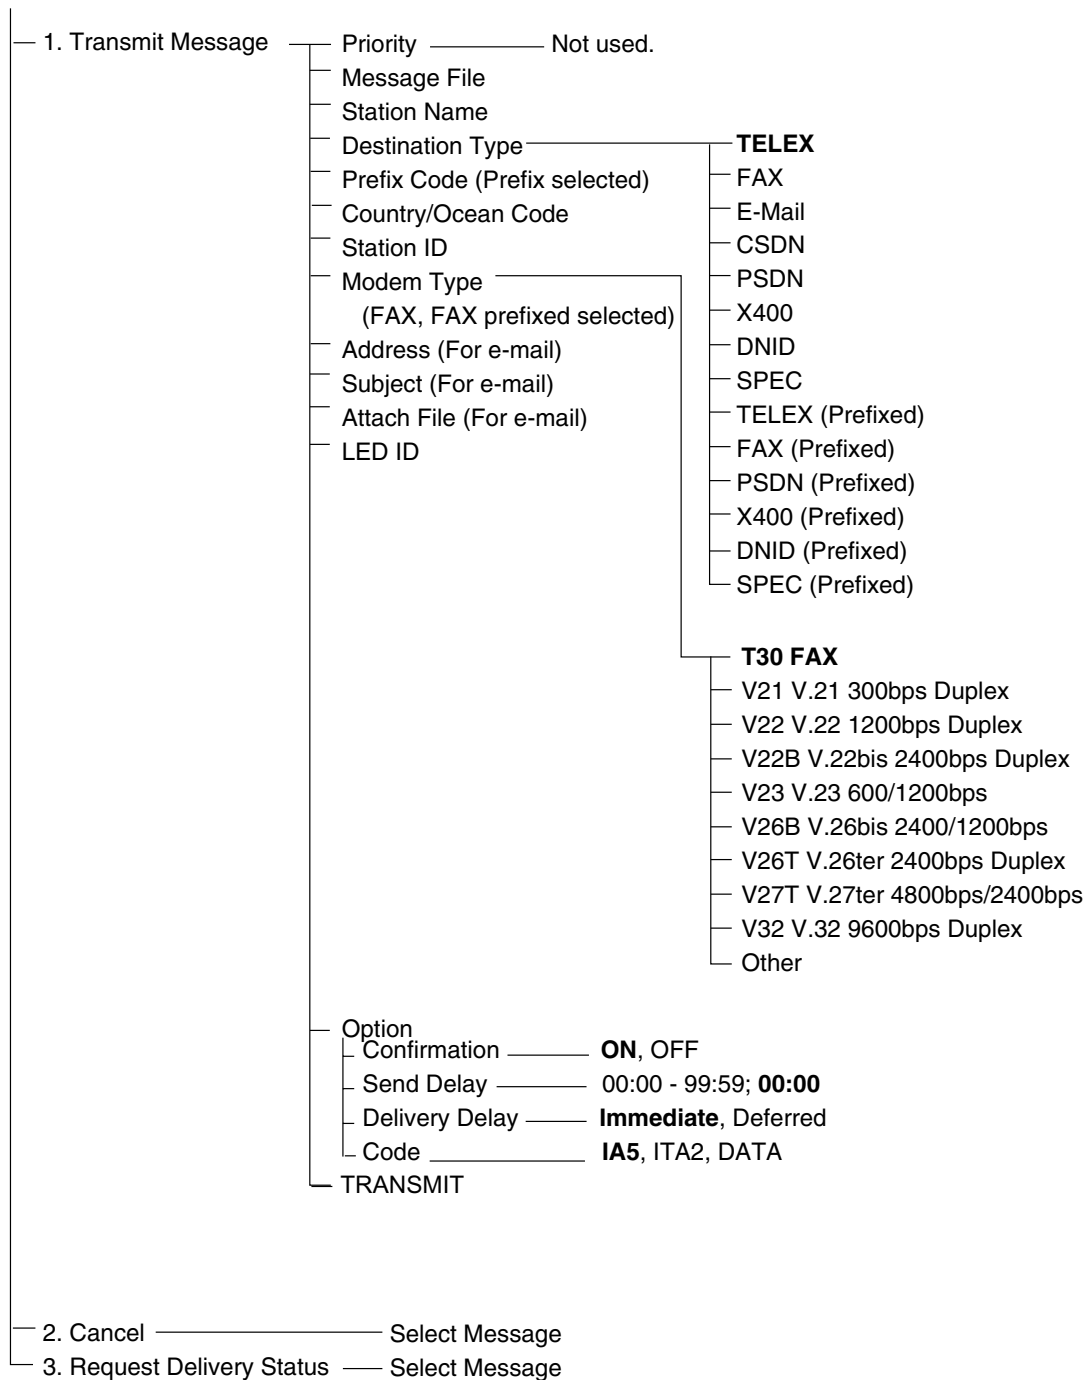 1. Transmit Message
Priority Not used.
Message File
Station Name
Destination Type TELEX
Prefix Code (Prefix selected) FAX
Country/Ocean Code E-Mail
Station ID CSDN
Modem Type PSDN
(FAX, FAX prefixed selected) X400
Address (For e-mail) DNID
Subject (For e-mail) SPEC
Attach File (For e-mail) TELEX (Prefixed)
LED ID FAX (Prefixed)
PSDN (Prefixed)
X400 (Prefixed)
DNID (Prefixed)
SPEC (Prefixed)
T30 FAX
V21 V.21 300bps Duplex
V22 V.22 1200bps Duplex
V22B V.22bis 2400bps Duplex
V23 V.23 600/1200bps
V26B V.26bis 2400/1200bps
V26T V.26ter 2400bps Duplex
V27T V.27ter 4800bps/2400bps
V32 V.32 9600bps Duplex
Other
Option
Confirmation ON, OFF
Send Delay 00:00 - 99:59; 00:00
Delivery Delay Immediate, Deferred
Code IA5, ITA2, DATA
TRANSMIT
2. Cancel Select Message
3. Request Delivery Status Select Message